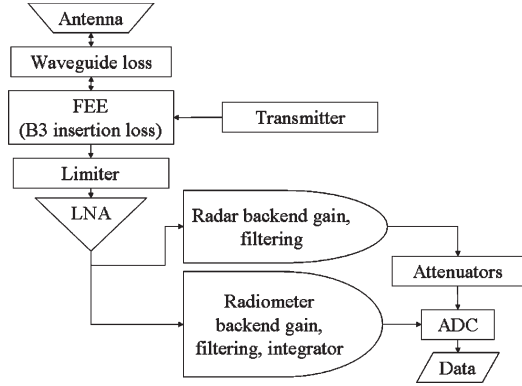 Antenna
Waveguide loss
FEE
(B3 insertion loss)
Transmitter
Limiter
LNA
Radar backend gain,
filtering
Attenuators
Radiometer
backend gain,
filtering, integrator
ADC
Data